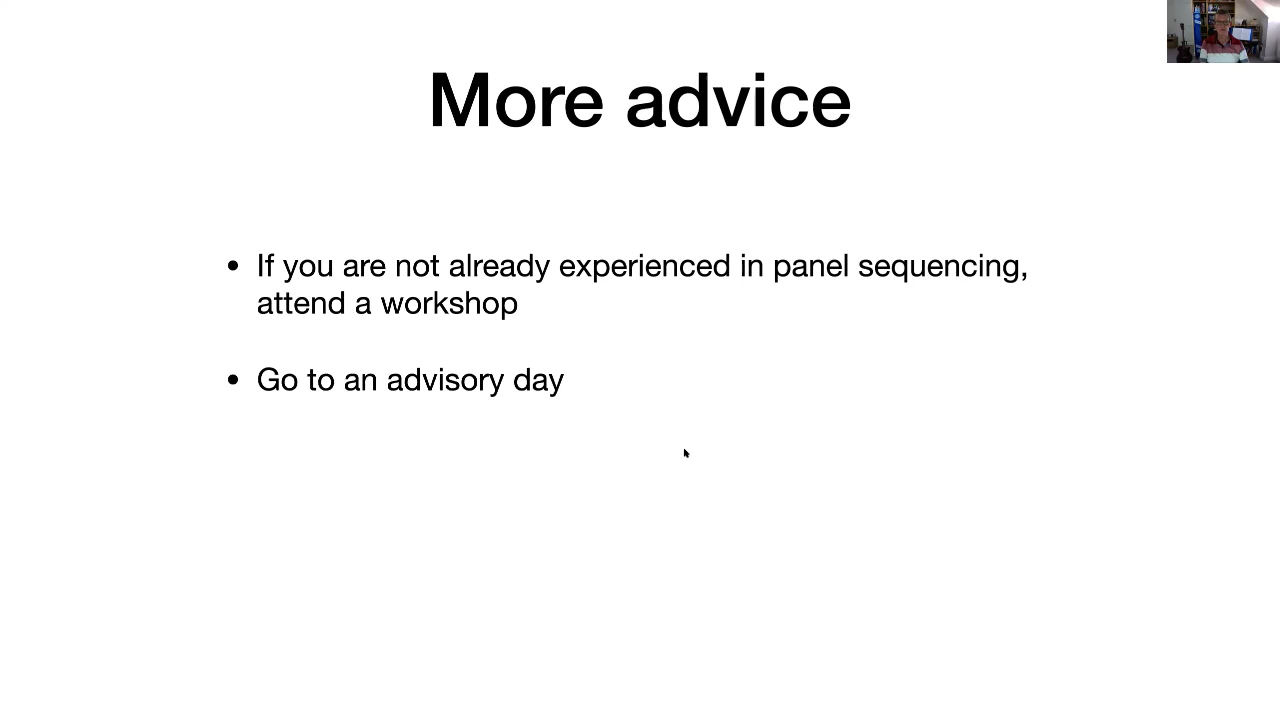 More advice
• If you are not already experienced in panel sequencing,
attend a workshop
• Go to an advisory day